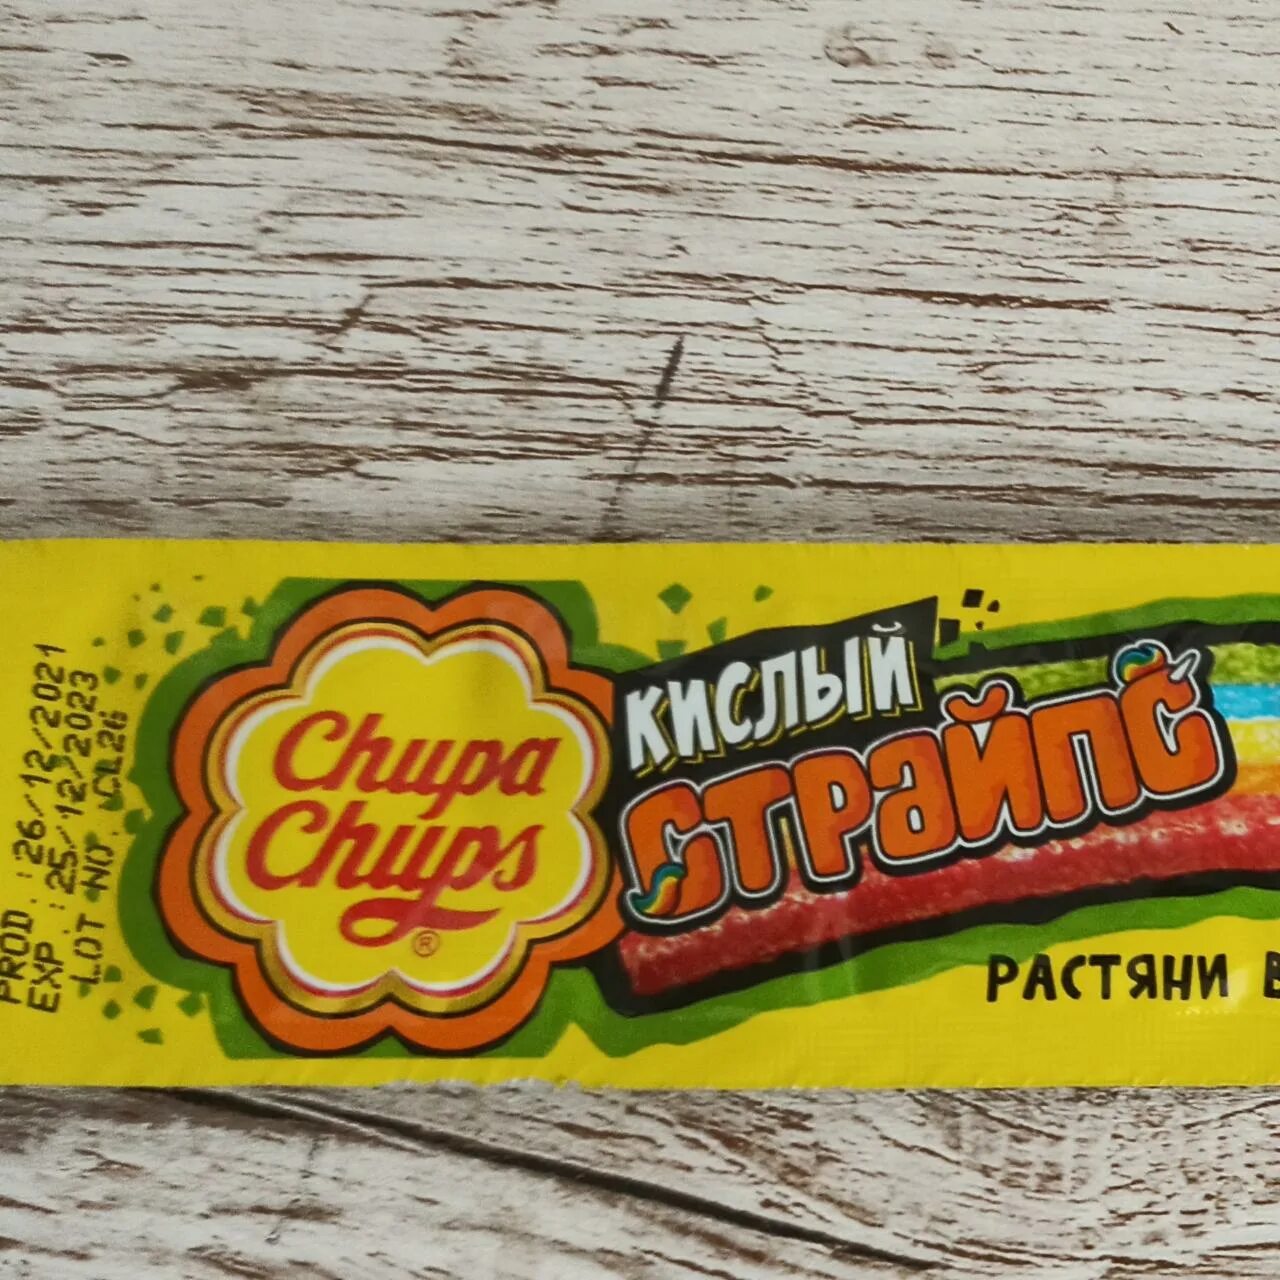 PROD.: 26/12/2021
EXP.: 25/12/2023
LOT NO. CL26
Chupa
Chups
®
КИСЛЫЙ
СТРАЙПС
РАСТЯНИ